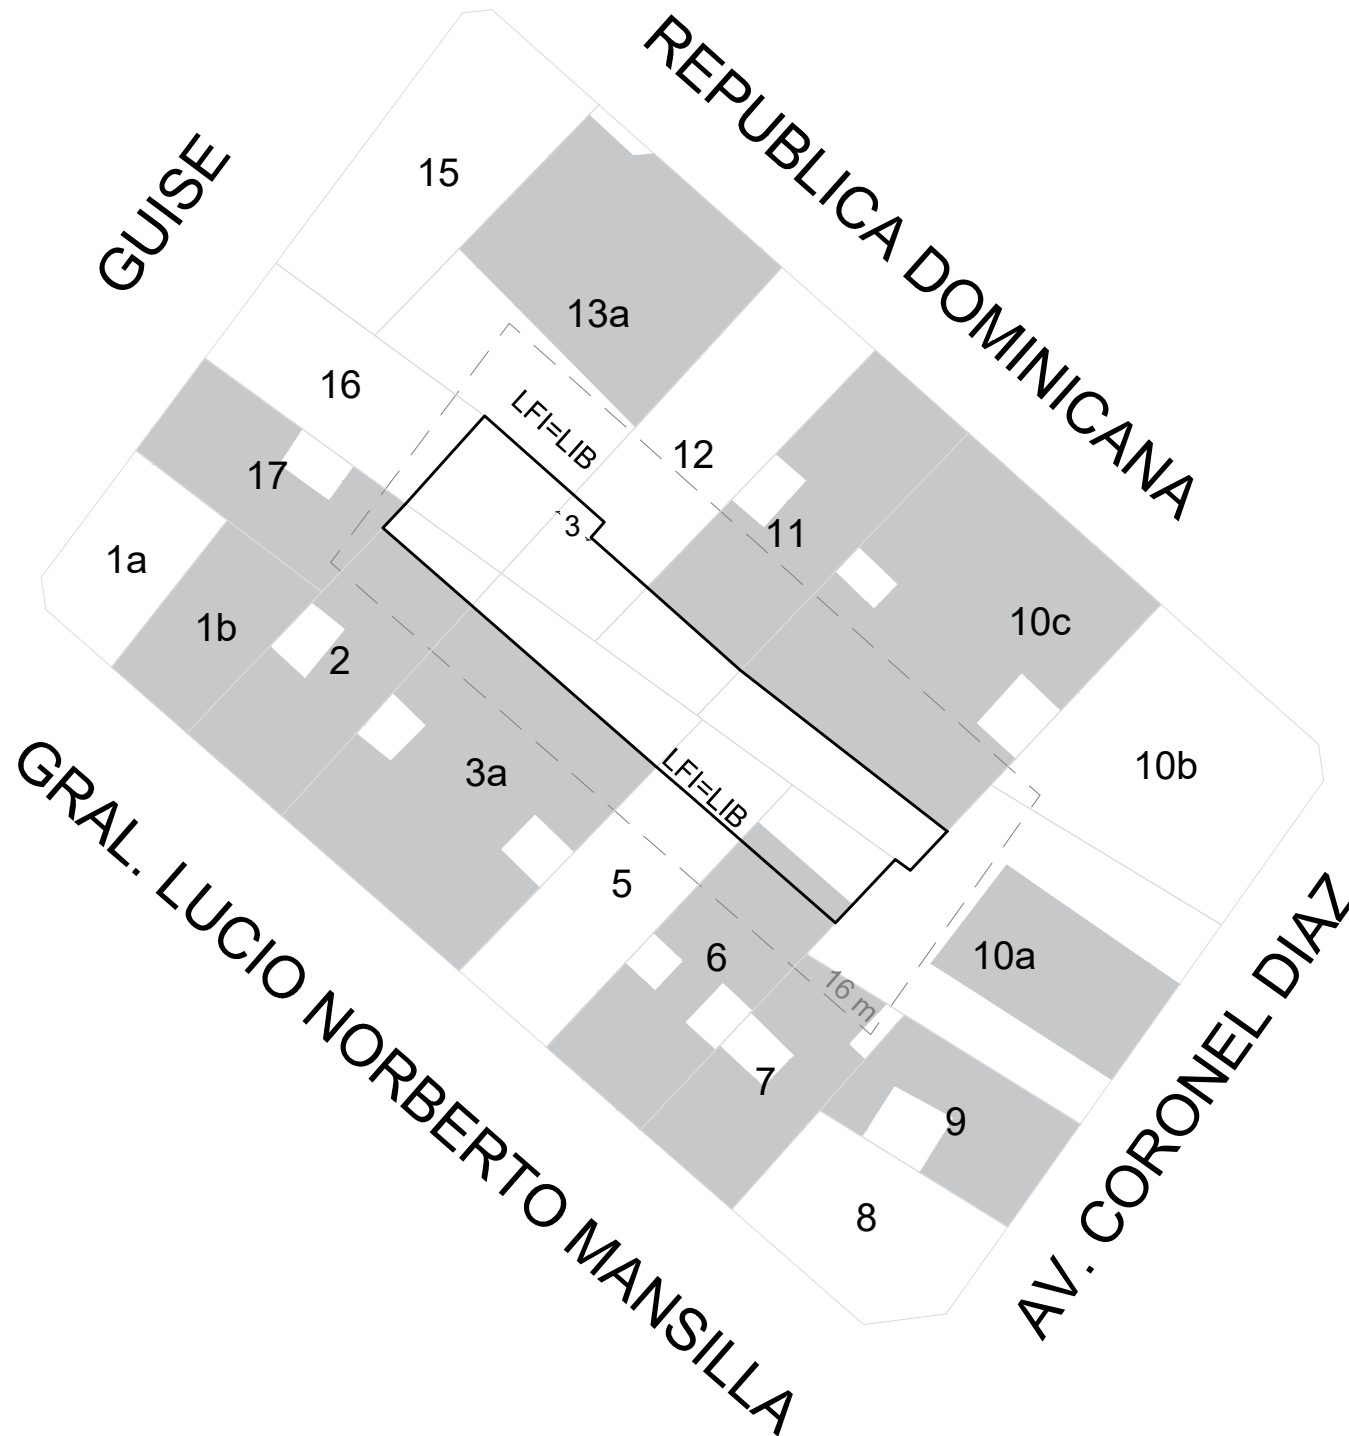 REPUBLICA DOMINICANA
GUISE
15
13a
16
LFI=LIB
12
17
3
11
1a
1b
2
10c
3a
LFI=LIB
10b
5
6
10a
16 m
7
9
8
GRAL. LUCIO NORBERTO MANSILLA
AV. CORONEL DIAZ